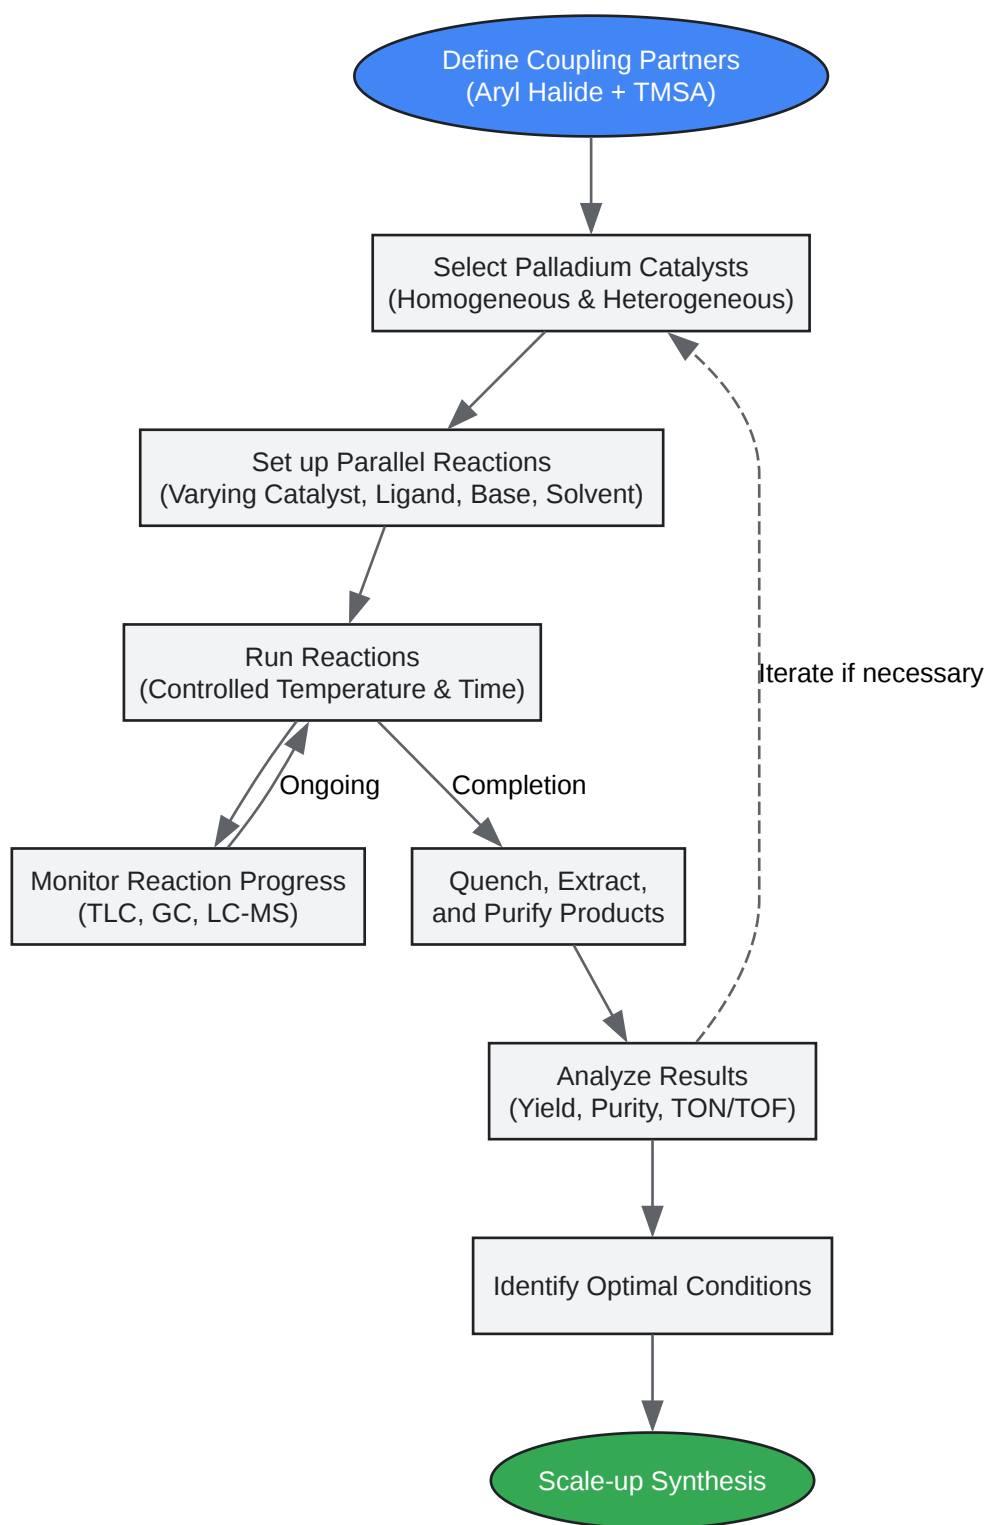 Define Coupling Partners
(Aryl Halide + TMSA)
Select Palladium Catalysts
(Homogeneous & Heterogeneous)
Set up Parallel Reactions
(Varying Catalyst, Ligand, Base, Solvent)
Run Reactions
(Controlled Temperature & Time)
Iterate if necessary
Ongoing
Completion
Monitor Reaction Progress
(TLC, GC, LC-MS)
Quench, Extract,
and Purify Products
Analyze Results
(Yield, Purity, TON/TOF)
Identify Optimal Conditions
Scale-up Synthesis